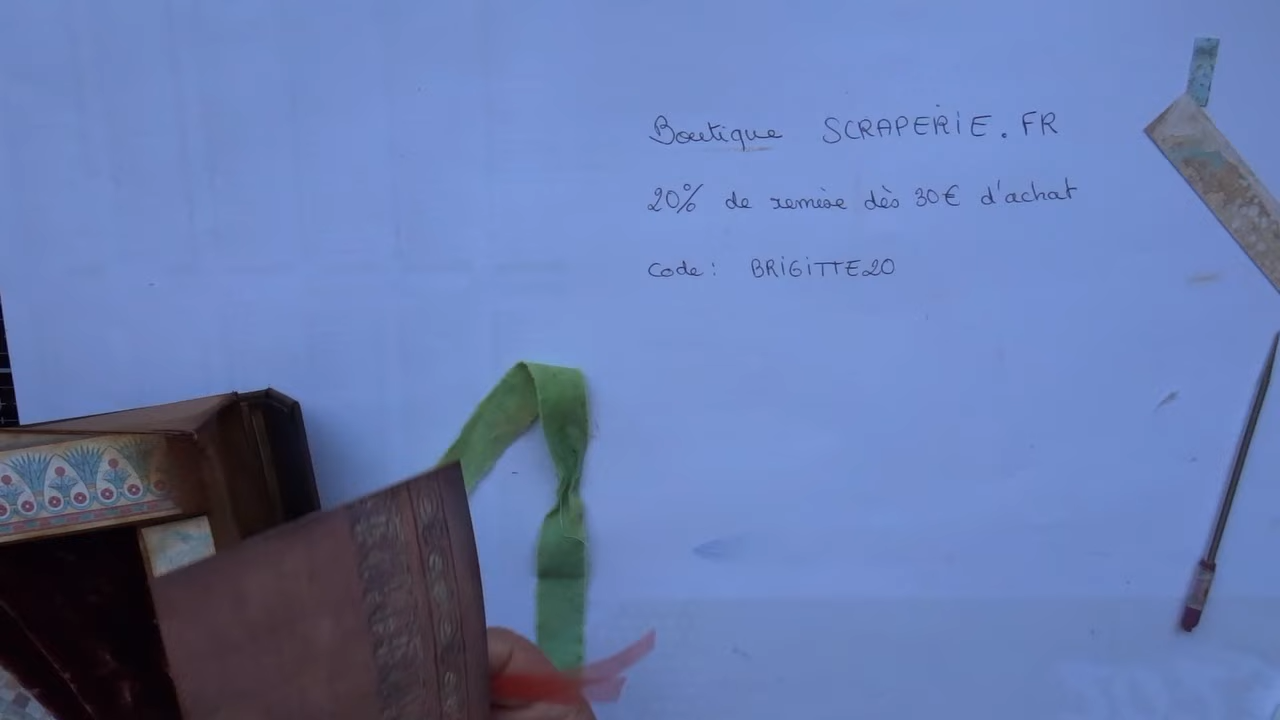 Boutique SCRAPERIE.FR
20% de remise dès 30€ d'achat
Code: BRIGITTE20